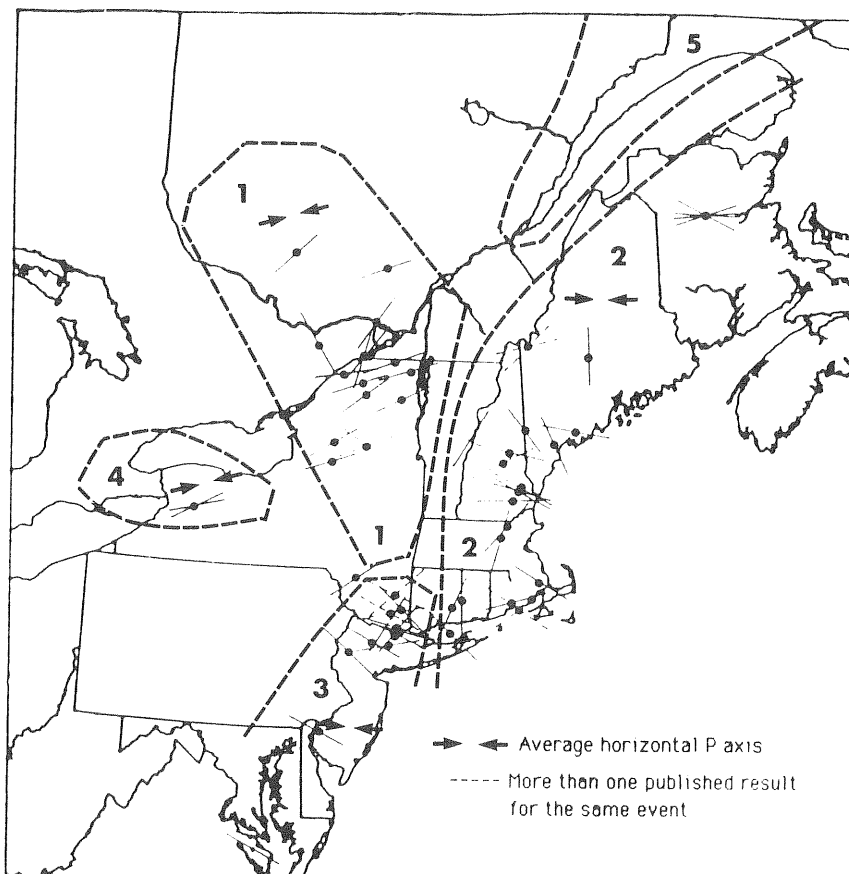 5
1
2
4
1
2
3
Average horizontal P axis
More than one published result
for the same event